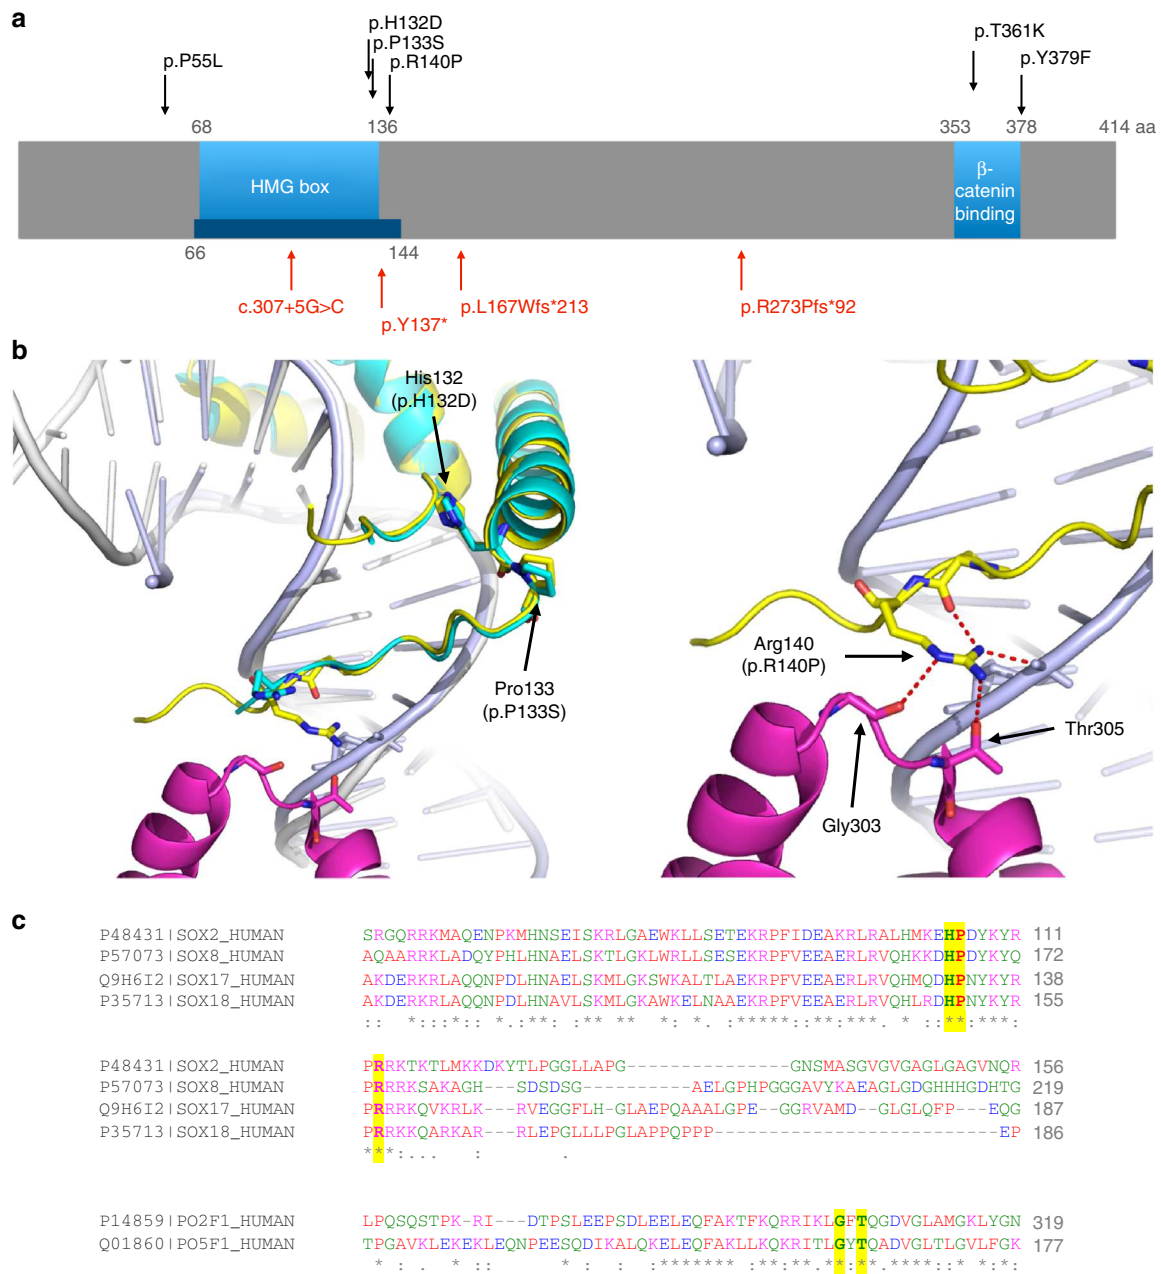 a
p.H132D
p.P133S
p.R140P
p.P55L
p.T361K
p.Y379F
68
136
353
378
414 aa
HMG box
β-
catenin
binding
66
144
c.307+5G>C
p.Y137*
p.L167Wfs*213
p.R273Pfs*92
b
His132
(p.H132D)
Pro133
(p.P133S)
Arg140
(p.R140P)
Thr305
Gly303
c
P48431|SOX2_HUMAN SRGQRRKMAQENPKMHNSEISKRLGAEWKLLSETEKRPFIDEAKRLRALHMKEHPDYKYR 111
P57073|SOX8_HUMAN AQAARRKLADQYPHLHNAELSKTLGKLWRLLSESEKRPFVEEAERLRVQHKKDHPDYKYQ 172
Q9H6I2|SOX17_HUMAN AKDERKRLAQQNPDLHNAELSKMLGKSWKALTLAEKRPFVEEAERLRVQHMQDHPNYKYR 138
P35713|SOX18_HUMAN AKDERKRLAQQNPDLHNAVLSKMLGKAWKELNAAEKRPFVEEAERLRVQHLRDHPNYKYR 155
:: *:::*:: *.:**::** ** ** *: *. :*****::**:***. * ::**:***:
P48431|SOX2_HUMAN PRRKTKTLMKKDKYTLPGGLLAPG---------------GNSMASGVGVGAGLGAGVNQR 156
P57073|SOX8_HUMAN PRRRKSAKAGH---SDSDSG----------AELGPHPGGGAVYKAEAGLGDGHHHGDHTG 219
Q9H6I2|SOX17_HUMAN PRRRKQVKRLK---RVEGGFLH-GLAEPQAAALGPE--GGRVAMD--GLGLQFP---EQG 187
P35713|SOX18_HUMAN PRRKKQARKAR---RLEPGLLLPGLAPPQPPP--------------------------EP 186
***:.. : .
P14859|PO2F1_HUMAN LPQSQSTPK-RI---DTPSLEEPSDLEELEQFAKTFKQRRIKLGFTQGDVGLAMGKLYGN 319
Q01860|PO5F1_HUMAN TPGAVKLEKEKLEQNPEESQDIKALQKELEQFAKLLKQKRITLGYTQADVGLTLGVLFGK 177
* : . *: * : : :******* :**:**.**:**.****::* *:*: